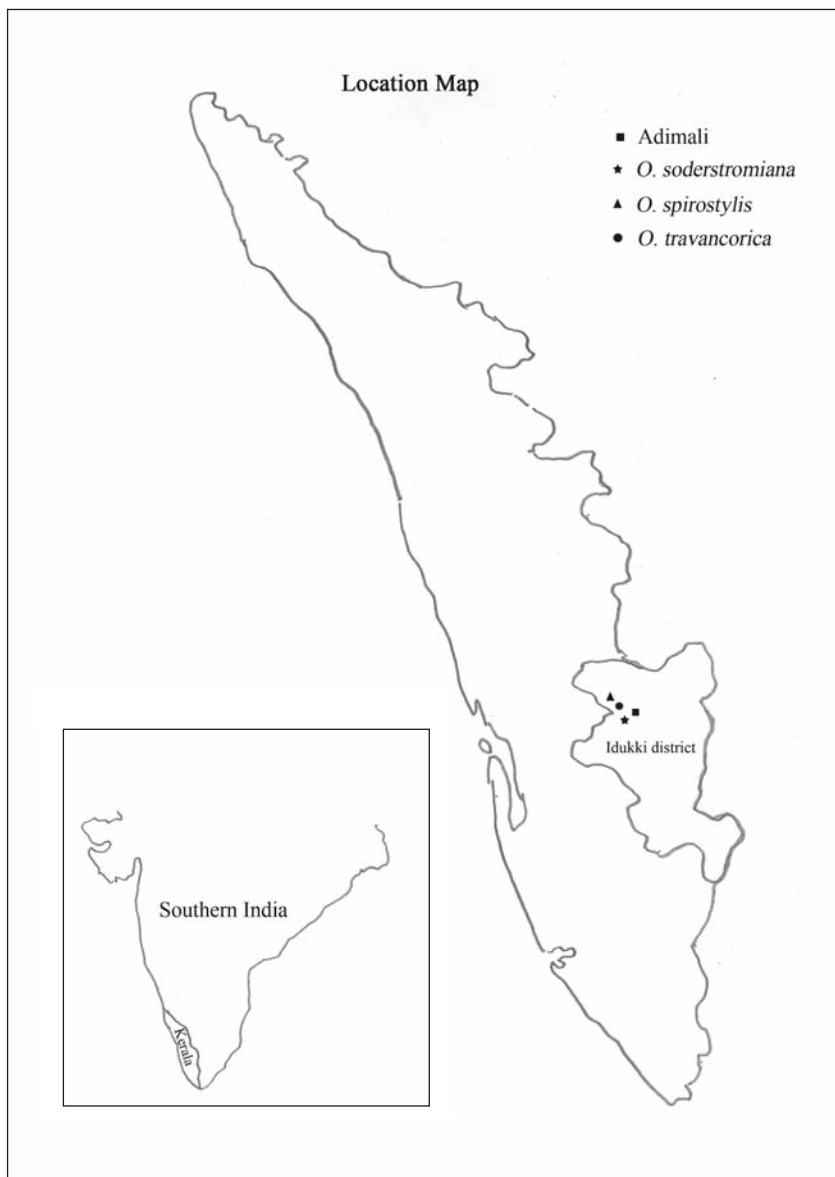 Location Map
Adimali
O. soderstromiana
O. spirostylis
O. travancorica
Idukki district
Southern India
Kerala